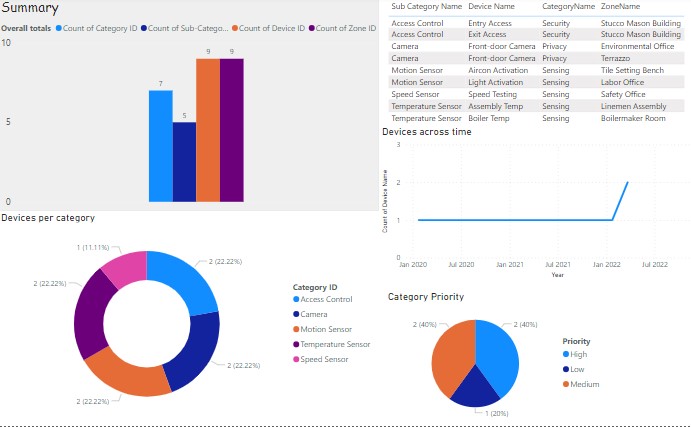 Summary
Overall totals Count of Category ID Count of Sub-Catego... Count of Device ID Count of Zone ID
10
5
0
7
5
9
9
Sub Category Name Device Name CategoryName ZoneName
Access Control Entry Access Security Stucco Mason Building
Access Control Exit Access Security Stucco Mason Building
Camera Front-door Camera Privacy Environmental Office
Camera Front-door Camera Privacy Terrazzo
Motion Sensor Aircon Activation Sensing Tile Setting Bench
Motion Sensor Light Activation Sensing Labor Office
Speed Sensor Speed Testing Sensing Safety Office
Temperature Sensor Assembly Temp Sensing Linemen Assembly
Temperature Sensor Boiler Temp Sensing Boilermaker Room
Devices across time
Count of Device Name
3
2
1
0
Jan 2020 Jul 2020 Jan 2021 Jul 2021 Jan 2022 Jul 2022
Year
Devices per category
1 (11.11%)
2 (22.22%)
2 (22.22%)
2 (22.22%)
2 (22.22%)
Category ID
Access Control
Camera
Motion Sensor
Temperature Sensor
Speed Sensor
Category Priority
2 (40%)
2 (40%)
1 (20%)
Priority
High
Low
Medium